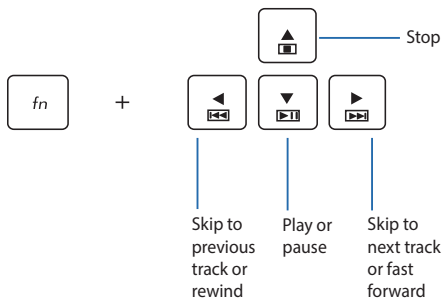 Stop
fn
+
Skip to
previous
track or
rewind
Play or
pause
Skip to
next track
or fast
forward